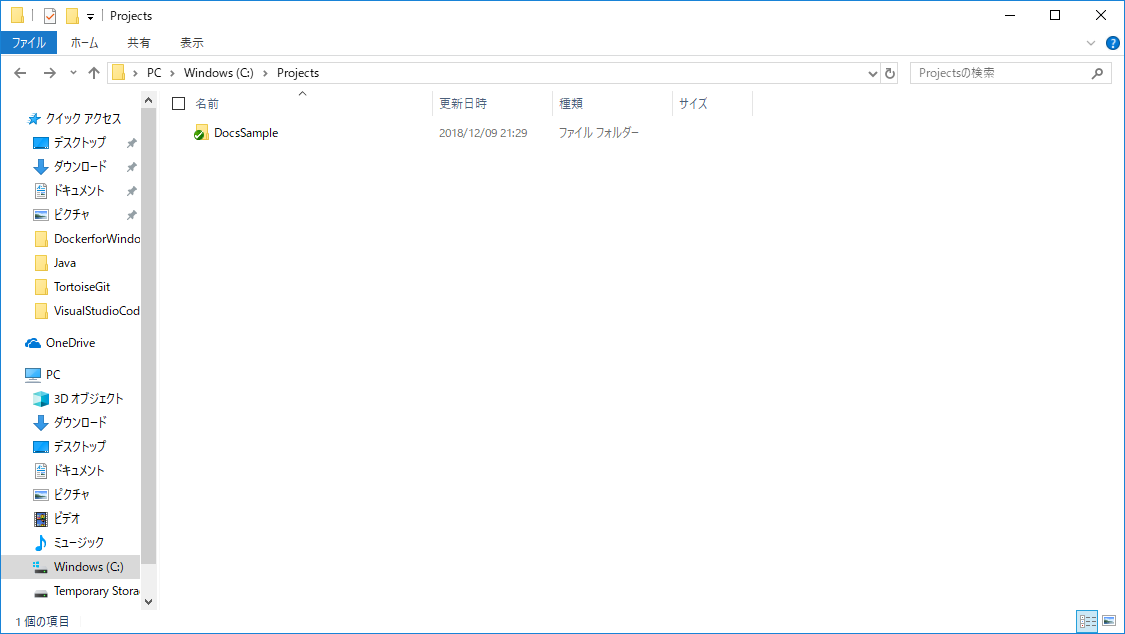 Projects
ファイル ホーム 共有 表示
PC Windows (C:) Projects Projectsの検索
名前 更新日時 種類 サイズ
DocsSample 2018/12/09 21:29 ファイル フォルダー
クイック アクセス
デスクトップ
ダウンロード
ドキュメント
ピクチャ
DockerforWindo
Java
TortoiseGit
VisualStudioCod
OneDrive
PC
3D オブジェクト
ダウンロード
デスクトップ
ドキュメント
ピクチャ
ビデオ
ミュージック
Windows (C:)
Temporary Stora
1 個の項目